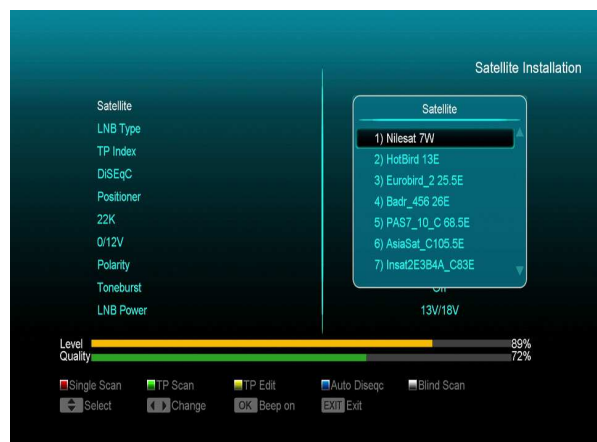 Satellite Installation
Satellite
LNB Type
TP Index
DiSEqC
Positioner
22K
0/12V
Polarity
Toneburst
LNB Power
Satellite
1) Nilesat 7W
2) HotBird 13E
3) Eurobird_2 25.5E
4) Badr_456 26E
5) PAS7_10_C 68.5E
6) AsiaSat_C105.5E
7) Insat2E3B4A_C83E
Off
13V/18V
Level 89%
Quality 72%
Single Scan TP Scan TP Edit Auto Diseqc Blind Scan
Select Change OK Beep on EXIT Exit